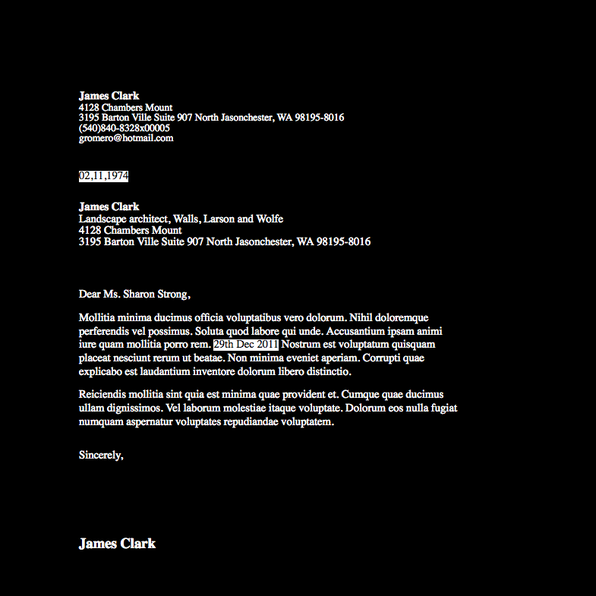 James Clark
4128 Chambers Mount
3195 Barton Ville Suite 907 North Jasonchester, WA 98195-8016
(540)840-8328x00005
gromero@hotmail.com
02,11,1974
James Clark
Landscape architect, Walls, Larson and Wolfe
4128 Chambers Mount
3195 Barton Ville Suite 907 North Jasonchester, WA 98195-8016
Dear Ms. Sharon Strong,
Mollitia minima ducimus officia voluptatibus vero dolorum. Nihil doloremque
perferendis vel possimus. Soluta quod labore qui unde. Accusantium ipsam animi
iure quam mollitia porro rem. 29th Dec 2011 Nostrum est voluptatum quisquam
placeat nesciunt rerum ut beatae. Non minima eveniet aperiam. Corrupti quae
explicabo est laudantium inventore dolorum libero distinctio.
Reiciendis mollitia sint quia est minima quae provident et. Cumque quae ducimus
ullam dignissimos. Vel laborum molestiae itaque voluptate. Dolorum eos nulla fugiat
numquam aspernatur voluptates repudiandae voluptatem.
Sincerely,
James Clark